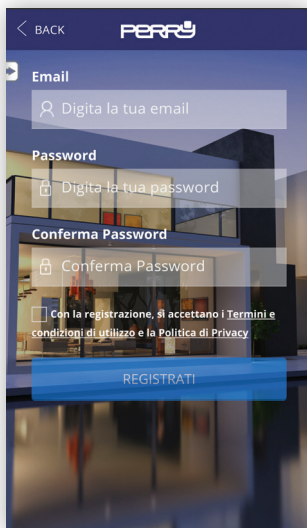 BACK
PERRY
Email
Digita la tua email
Password
Digita la tua password
Conferma Password
Conferma Password
Con la registrazione, si accettano i Termini e
condizioni di utilizzo e la Politica di Privacy
REGISTRATI